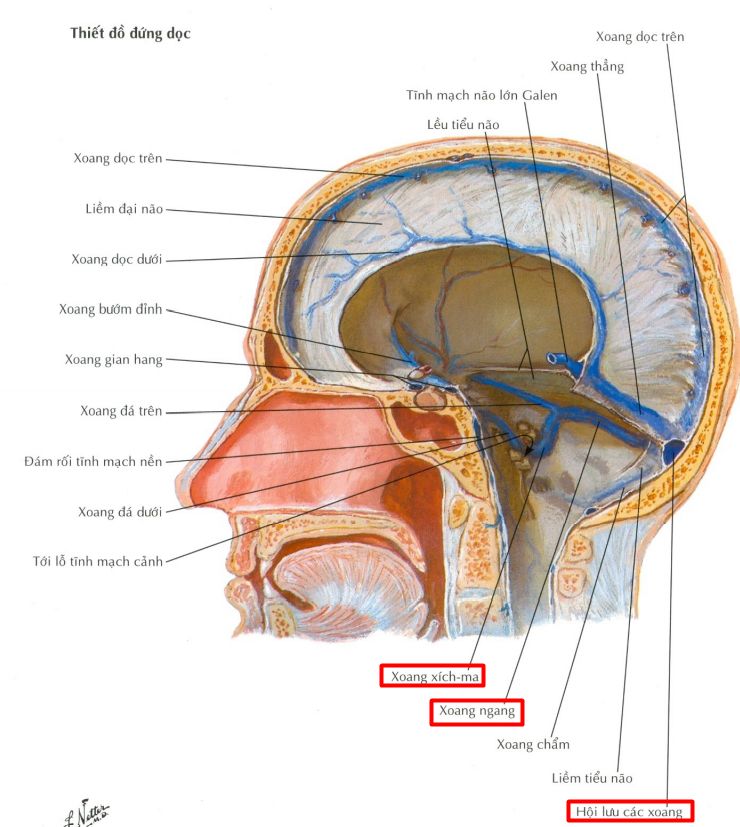 Thiết đồ đứng dọc
Xoang dọc trên
Xoang thẳng
Tĩnh mạch não lớn Galen
Lều tiểu não
Xoang dọc trên
Liềm đại não
Xoang dọc dưới
Xoang bướm đỉnh
Xoang gian hang
Xoang đá trên
Đám rối tĩnh mạch nền
Xoang đá dưới
Tới lỗ tĩnh mạch cảnh
Xoang xích-ma
Xoang ngang
Xoang chẩm
Liềm tiểu não
Hội lưu các xoang
F. Netter
M.D.